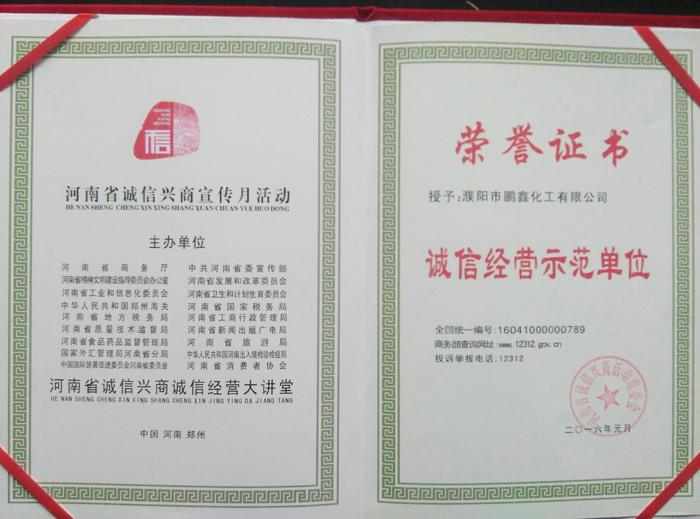 信
河南省诚信兴商宣传月活动
HE NAN SHENG CHENG XIN XING SHANG XUAN CHUAN YUE HUO DONG
主办单位
河南省商务厅
河南省精神文明建设指导委员会办公室
河南省工业和信息化委员会
中华人民共和国郑州海关
河南省地方税务局
河南省质量技术监督局
河南省食品药品监督管理局
国家外汇管理局河南省分局
中国国际贸易促进委员会河南省委员会
中共河南省委宣传部
河南省发展和改革委员会
河南省卫生和计划生育委员会
河南省国家税务局
河南省工商行政管理局
河南省新闻出版广电局
河南省旅游局
中华人民共和国河南出入境检验检疫局
河南省消费者协会
河南省诚信兴商诚信经营大讲堂
HE NAN SHENG CHENG XIN XING SHANG CHENG XIN JING YING DA JIANG TANG
中国 河南 郑州
荣誉证书
授予：濮阳市鹏鑫化工有限公司
诚信经营示范单位
全国统一编号：16041000000789
商务部查询网址：www.12312.gov.cn
投诉举报电话：12312
河南省诚信兴商活动组委会
二〇一六年元月